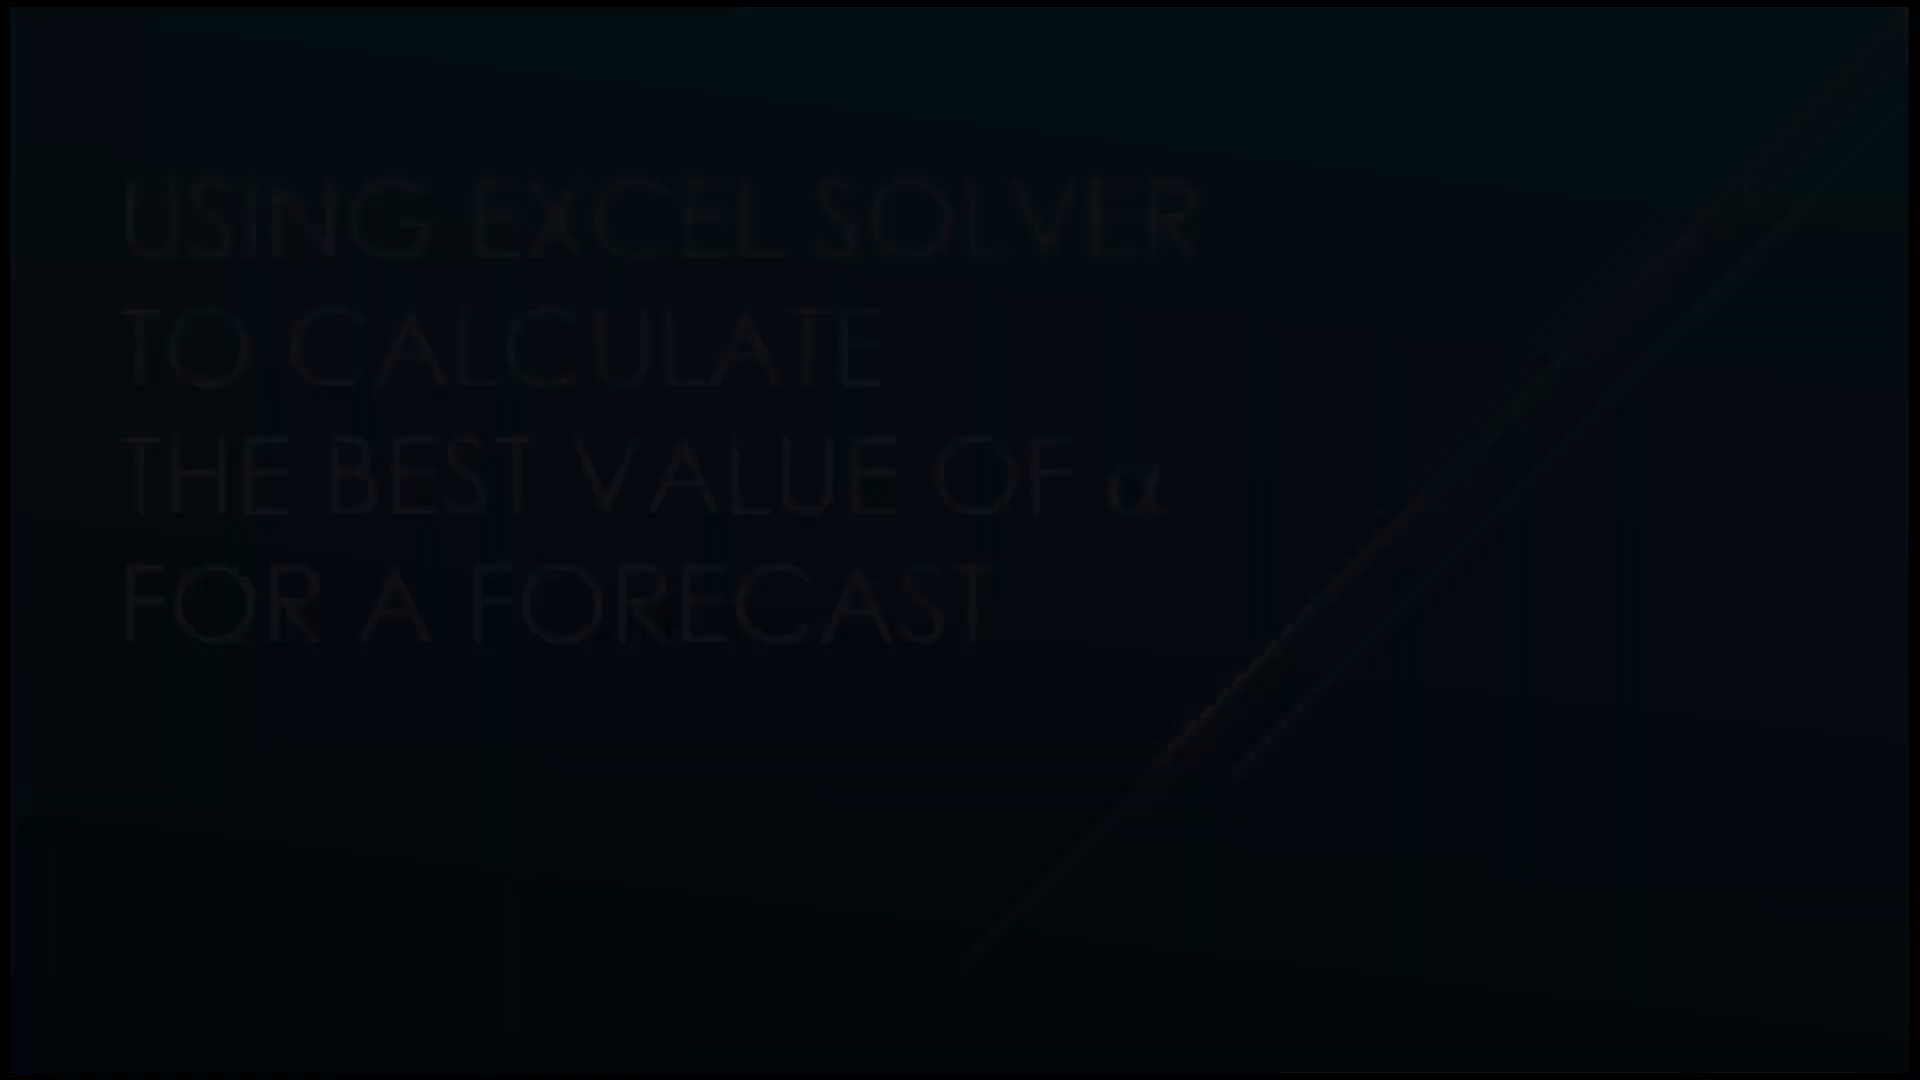 USING EXCEL SOLVER
TO CALCULATE
THE BEST VALUE OF α
FOR A FORECAST